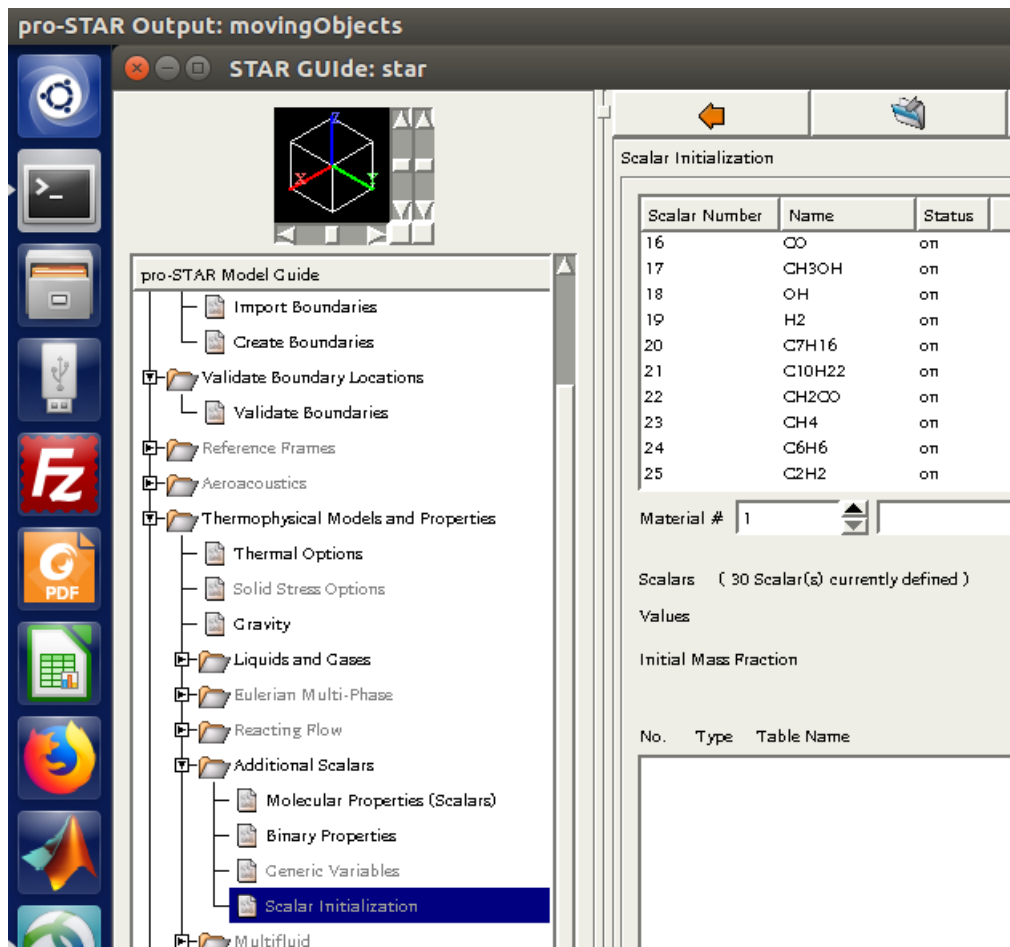 pro-STAR Output: movingObjects
STAR GUIde: star
Z
X
Y
pro-STAR Model Guide
Import Boundaries
Create Boundaries
Validate Boundary Locations
Validate Boundaries
Reference Frames
Aeroacoustics
Thermophysical Models and Properties
Thermal Options
Solid Stress Options
Gravity
Liquids and Gases
Eulerian Multi-Phase
Reacting Flow
Additional Scalars
Molecular Properties (Scalars)
Binary Properties
Generic Variables
Scalar Initialization
Multifluid
>_
Fz
PDF
Scalar Initialization
Scalar Number Name Status
16 CO on
17 CH3OH on
18 OH on
19 H2 on
20 C7H16 on
21 C10H22 on
22 CH2CO on
23 CH4 on
24 C6H6 on
25 C2H2 on
Material # 1
Scalars ( 30 Scalar(s) currently defined )
Values
Initial Mass Fraction
No. Type Table Name